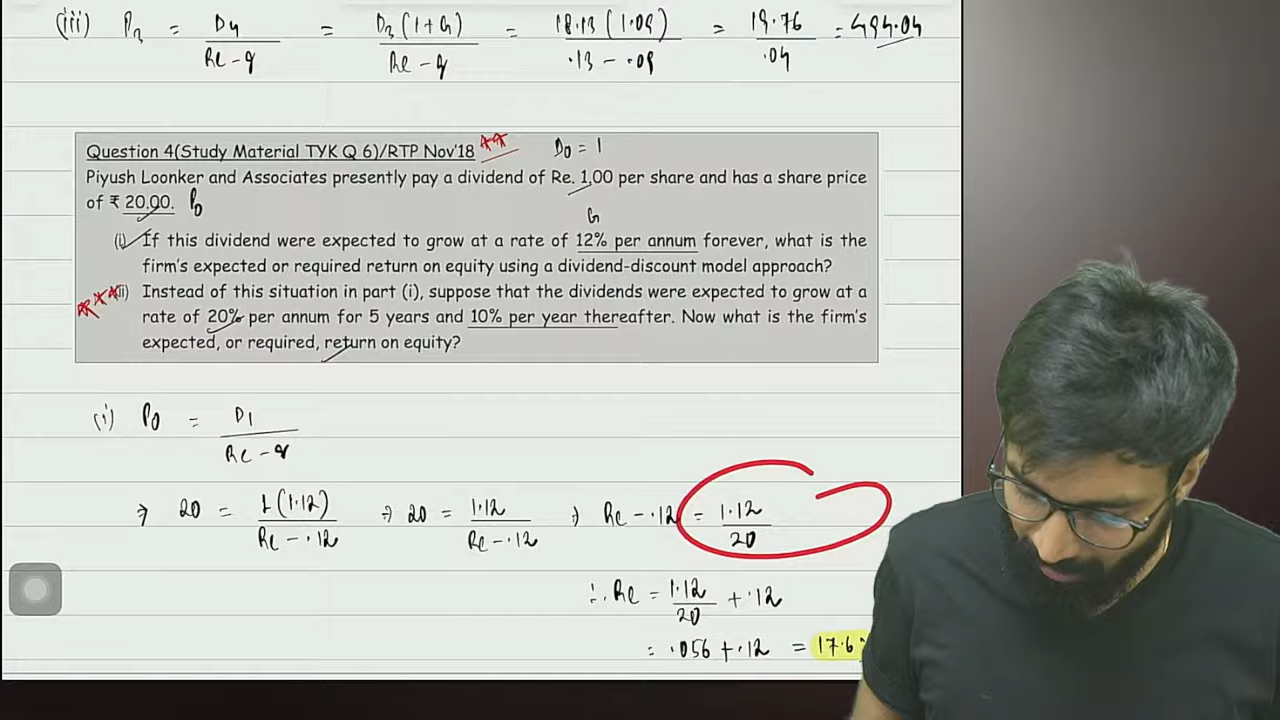 (iii) P3 = D4 / Re - g = D3 (1+G) / Re - g = 18.13 (1.09) / .13 - .09 = 19.76 / .04 = 494.04
Question 4(Study Material TYK Q 6)/RTP Nov'18 D0 = 1
Piyush Loonker and Associates presently pay a dividend of Re. 1.00 per share and has a share price
of ₹ 20.00. P0
G
(i) If this dividend were expected to grow at a rate of 12% per annum forever, what is the
firm's expected or required return on equity using a dividend-discount model approach?
(ii) Instead of this situation in part (i), suppose that the dividends were expected to grow at a
rate of 20% per annum for 5 years and 10% per year thereafter. Now what is the firm's
expected, or required, return on equity?
(i) P0 = D1 / Re - g
⇒ 20 = 1(1.12) / Re - .12 ⇒ 20 = 1.12 / Re - .12 ⇒ Re - .12 = 1.12 / 20
∴ Re = 1.12 / 20 + .12
= .056 + .12 = 17.6